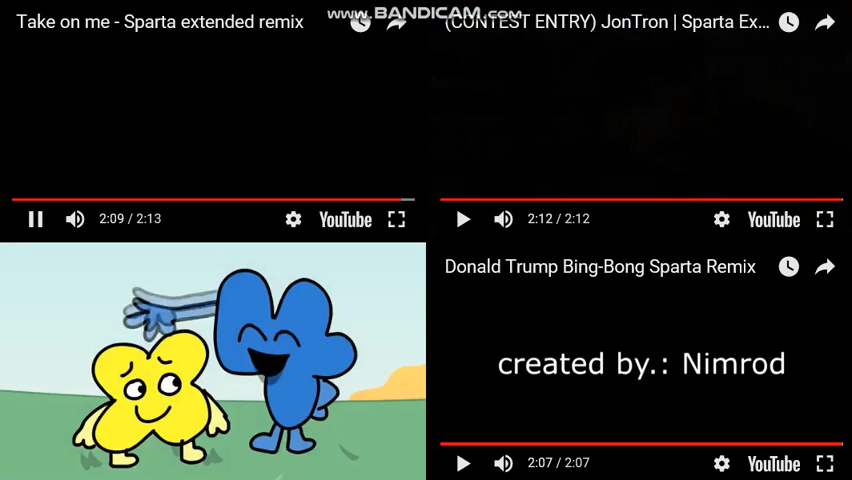 www.BANDICAM.com
Take on me - Sparta extended remix
(CONTEST ENTRY) JonTron | Sparta Ex...
2:09 / 2:13
YouTube
2:12 / 2:12
YouTube
Donald Trump Bing-Bong Sparta Remix
created by.: Nimrod
2:07 / 2:07
YouTube